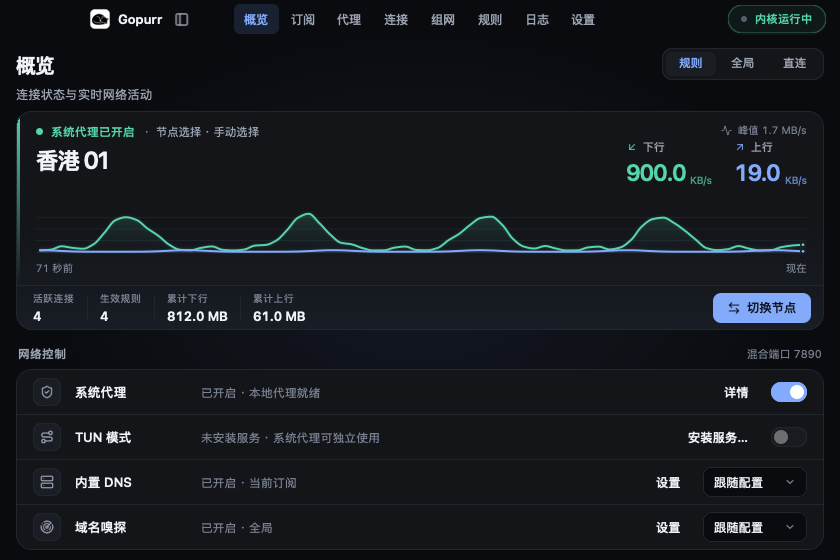 Gopurr 概览 订阅 代理 连接 组网 规则 日志 设置 内核运行中
概览
规则 全局 直连
连接状态与实时网络活动
系统代理已开启 · 节点选择 · 手动选择
峰值 1.7 MB/s
香港 01
下行 上行
900.0 KB/s 19.0 KB/s
71 秒前 现在
活跃连接 生效规则 累计下行 累计上行
4 4 812.0 MB 61.0 MB
切换节点
网络控制 混合端口 7890
系统代理 已开启 · 本地代理就绪 详情
TUN 模式 未安装服务 · 系统代理可独立使用 安装服务...
内置 DNS 已开启 · 当前订阅 设置 跟随配置
域名嗅探 已开启 · 全局 设置 跟随配置